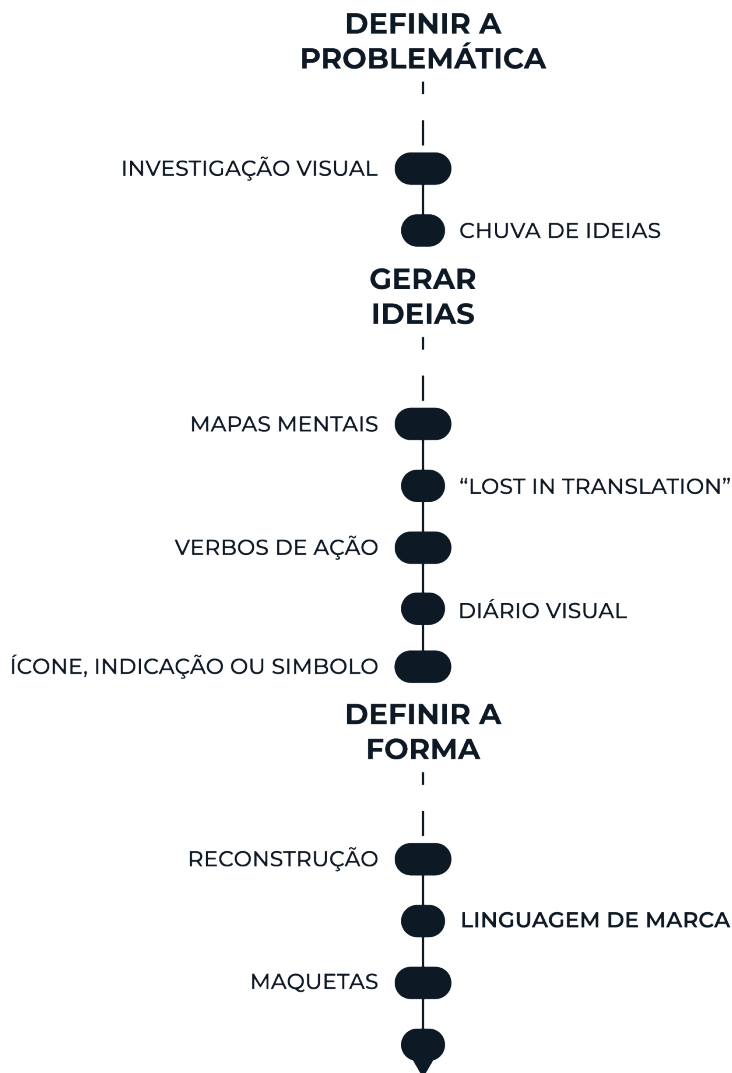 DEFINIR A
PROBLEMÁTICA
INVESTIGAÇÃO VISUAL
CHUVA DE IDEIAS
GERAR
IDEIAS
MAPAS MENTAIS
“LOST IN TRANSLATION”
VERBOS DE AÇÃO
DIÁRIO VISUAL
ÍCONE, INDICAÇÃO OU SIMBOLO
DEFINIR A
FORMA
RECONSTRUÇÃO
LINGUAGEM DE MARCA
MAQUETAS